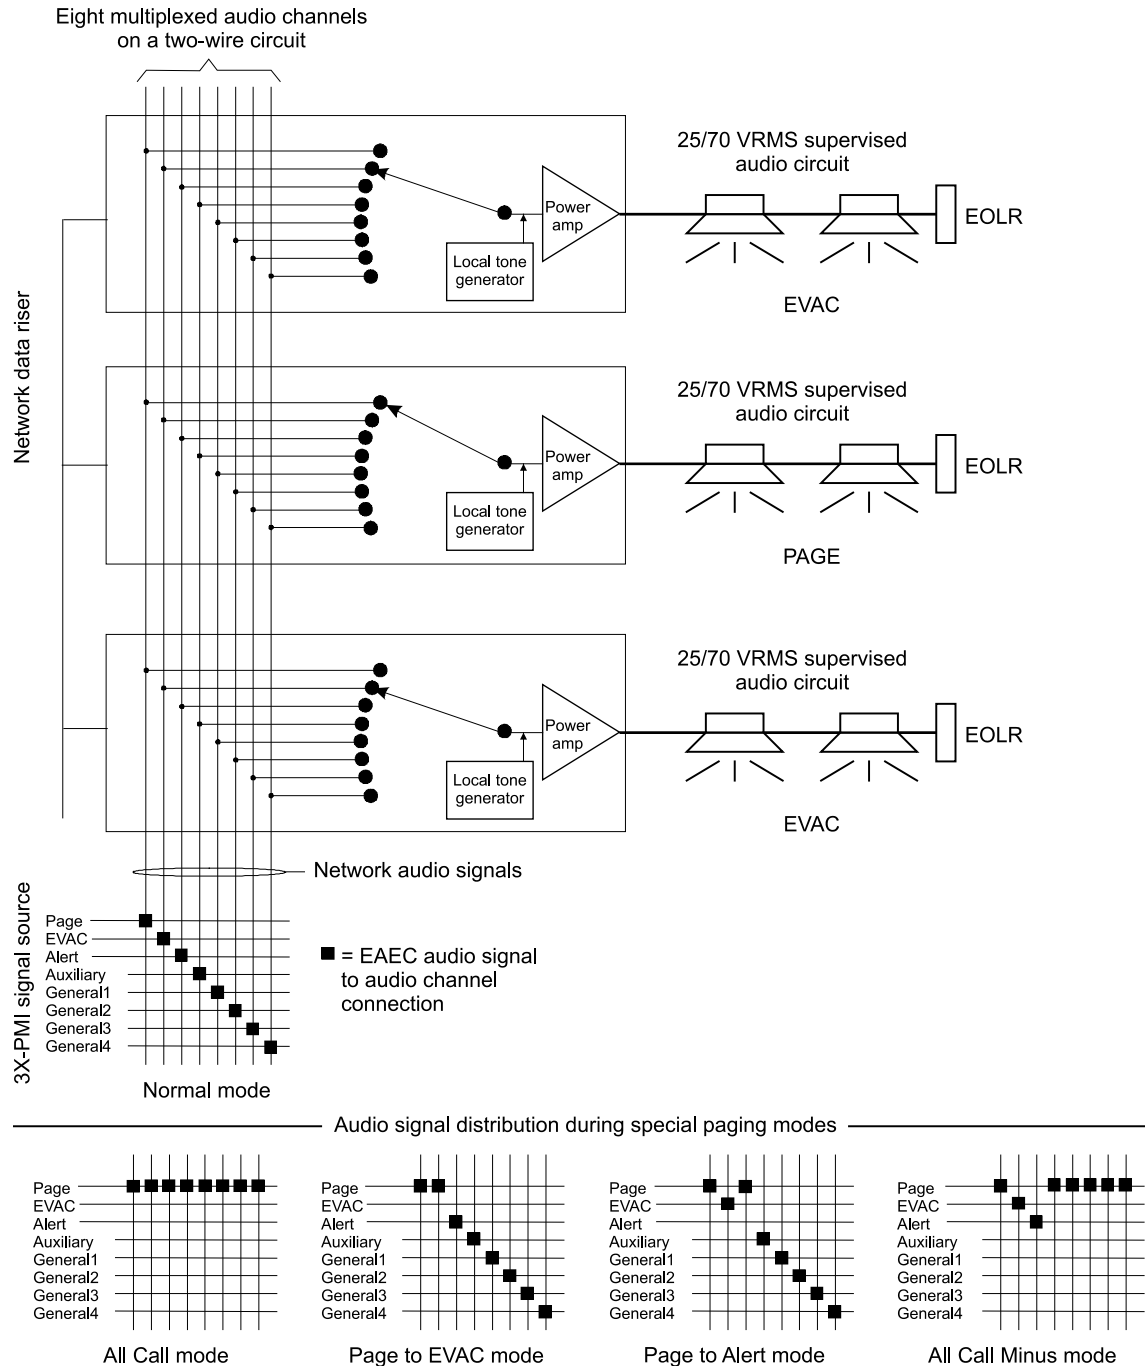 Eight multiplexed audio channels
on a two-wire circuit
25/70 VRMS supervised
audio circuit
Power
amp
Local tone
generator
EOLR
EVAC
Network data riser
25/70 VRMS supervised
audio circuit
Power
amp
Local tone
generator
EOLR
PAGE
25/70 VRMS supervised
audio circuit
Power
amp
Local tone
generator
EOLR
EVAC
Network audio signals
3X-PMI signal source
Page
EVAC
Alert
Auxiliary
General1
General2
General3
General4
= EAEC audio signal
to audio channel
connection
Normal mode
Audio signal distribution during special paging modes
Page
EVAC
Alert
Auxiliary
General1
General2
General3
General4
All Call mode
Page
EVAC
Alert
Auxiliary
General1
General2
General3
General4
Page to EVAC mode
Page
EVAC
Alert
Auxiliary
General1
General2
General3
General4
Page to Alert mode
Page
EVAC
Alert
Auxiliary
General1
General2
General3
General4
All Call Minus mode